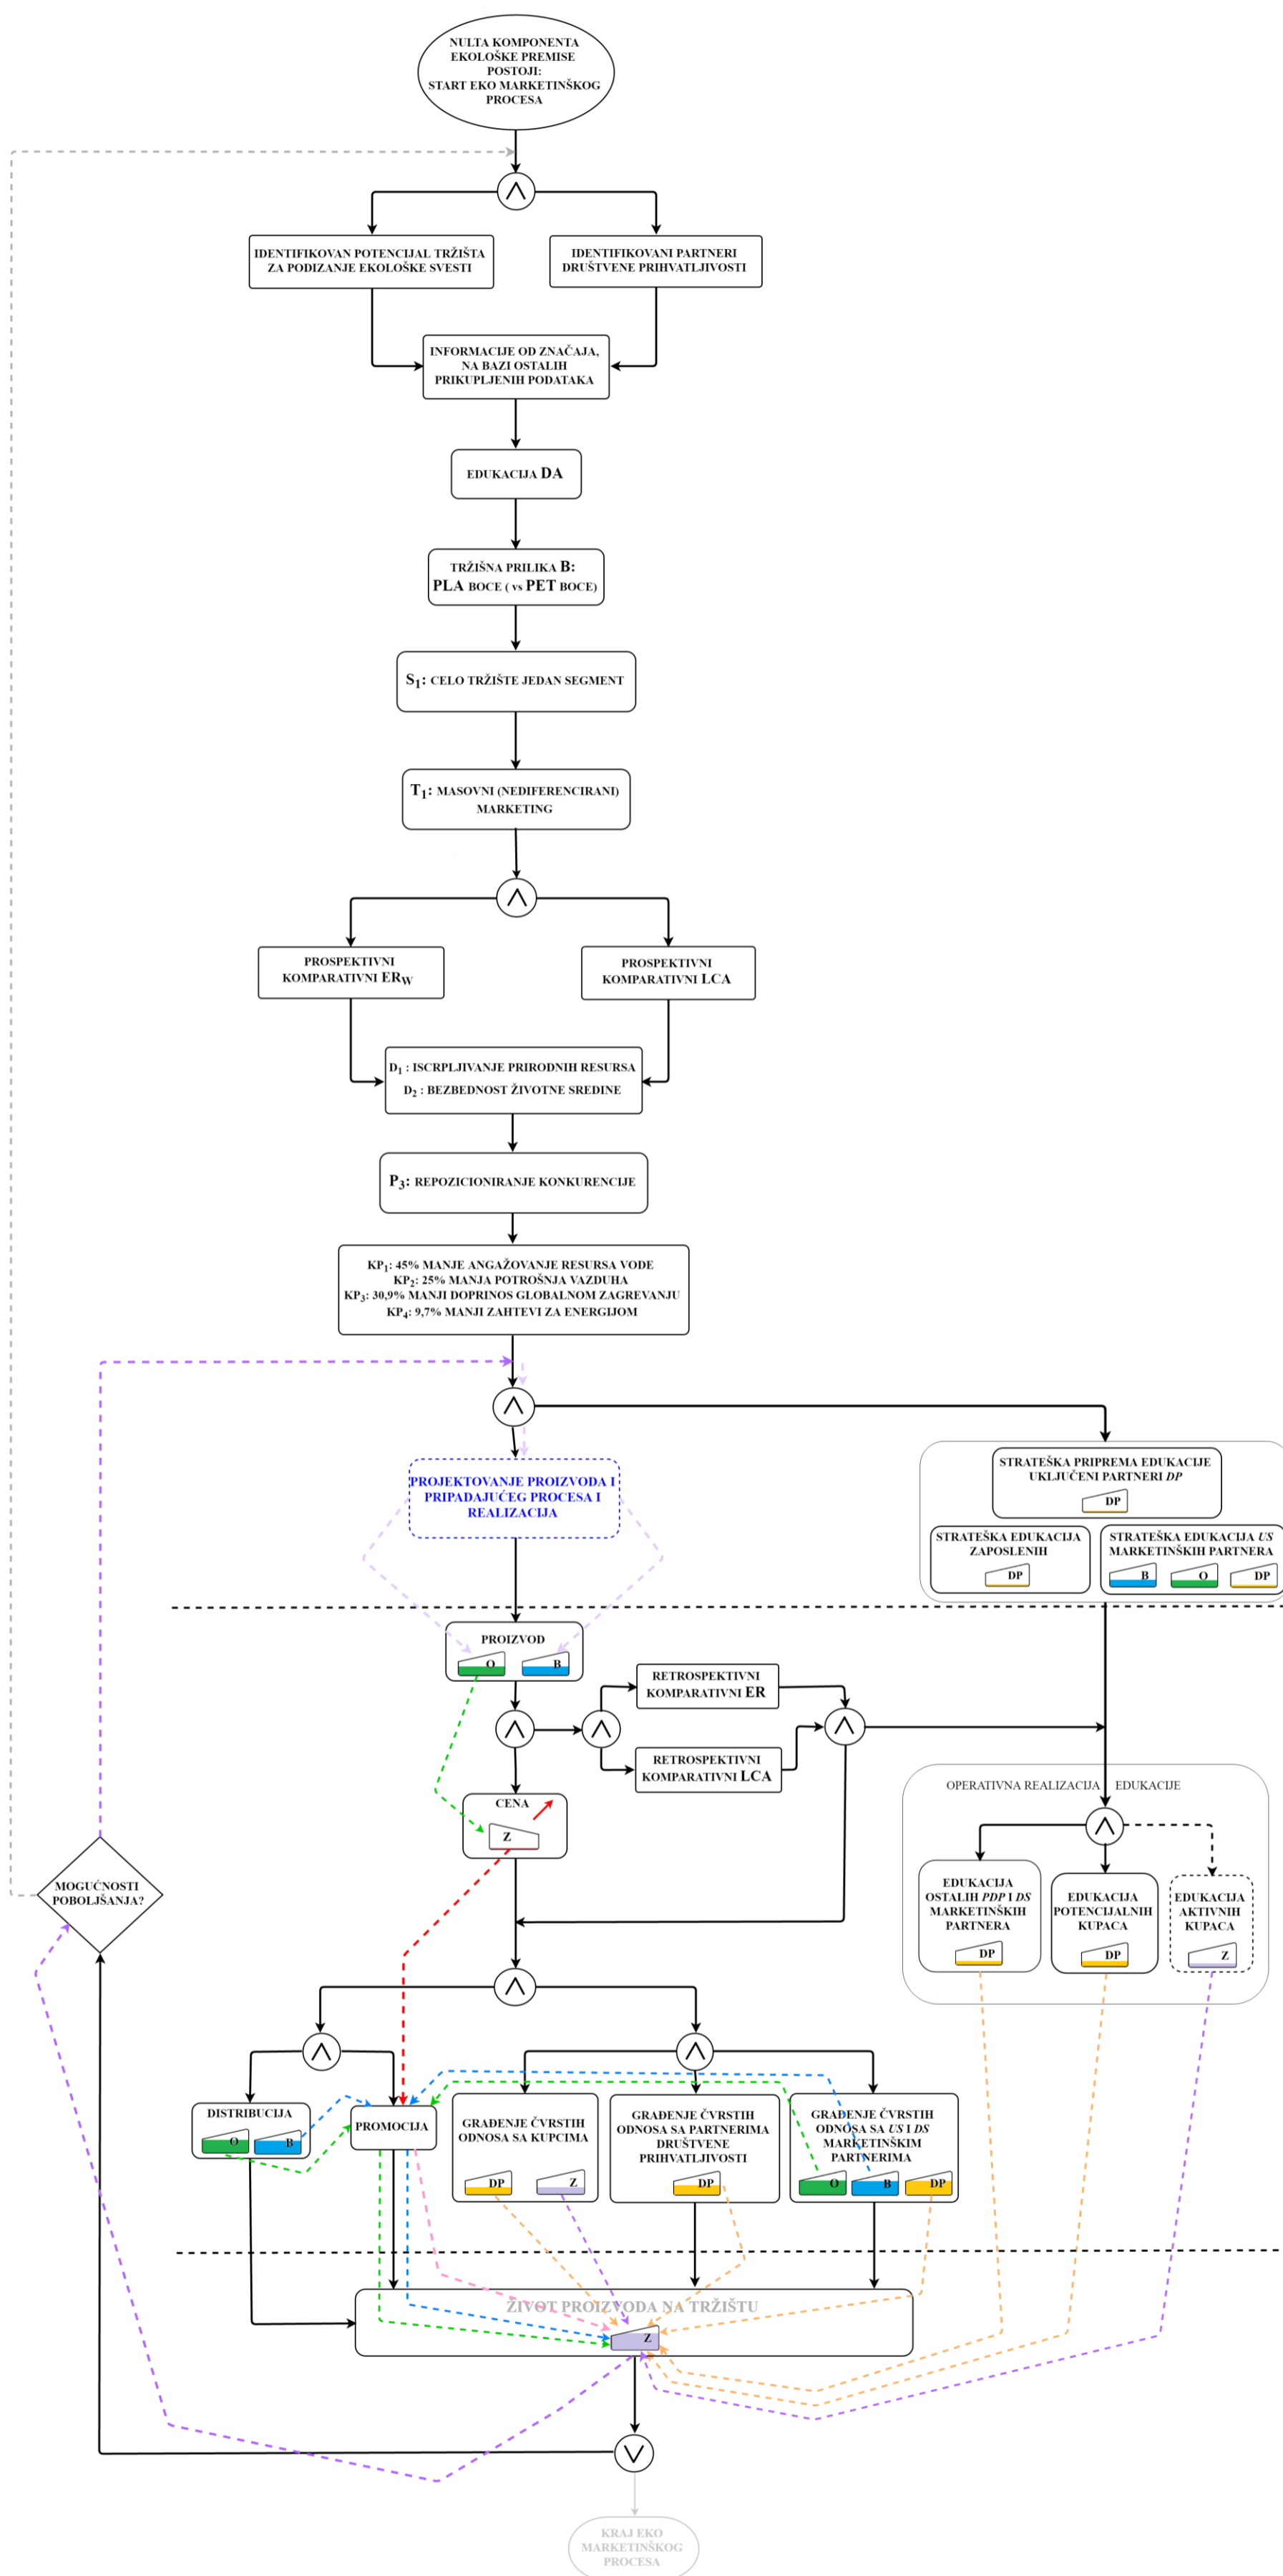 NULTA KOMPONENTA
EKOLOŠKE PREMISE
POSTOJI:
START EKO MARKETINŠKOG
PROCESA
IDENTIFIKOVAN POTENCIJAL TRŽIŠTA
ZA PODIZANJE EKOLOŠKE SVESTI
IDENTIFIKOVANI PARTNERI
DRUŠTVENE PRIHVATLJIVOSTI
INFORMACIJE OD ZNAČAJA,
NA BAZI OSTALIH
PRIKUPLJENIH PODATAKA
EDUKACIJA DA
TRŽIŠNA PRILIKA B:
PLA BOCE ( vs PET BOCE)
S1: CELO TRŽIŠTE JEDAN SEGMENT
T1: MASOVNI (NEDIFERENCIRANI)
MARKETING
PROSPEKTIVNI
KOMPARATIVNI ERW
PROSPEKTIVNI
KOMPARATIVNI LCA
D1 : ISCRPLJIVANJE PRIRODNIH RESURSA
D2 : BEZBEDNOST ŽIVOTNE SREDINE
P3: REPOZICIONIRANJE KONKURENCIJE
KP1: 45% MANJE ANGAŽOVANJE RESURSA VODE
KP2: 25% MANJA POTROŠNJA VAZDUHA
KP3: 30,9% MANJI DOPRINOS GLOBALNOM ZAGREVANJU
KP4: 9,7% MANJI ZAHTEVI ZA ENERGIJOM
PROJEKTOVANJE PROIZVODA I
PRIPADAJUĆEG PROCESA I
REALIZACIJA
STRATEŠKA PRIPREMA EDUKACIJE
UKLJUČENI PARTNERI DP
DP
STRATEŠKA EDUKACIJA
ZAPOSLENIH
DP
STRATEŠKA EDUKACIJA US
MARKETINŠKIH PARTNERA
B O DP
PROIZVOD
O B
RETROSPEKTIVNI
KOMPARATIVNI ER
RETROSPEKTIVNI
KOMPARATIVNI LCA
CENA
Z
OPERATIVNA REALIZACIJA EDUKACIJE
MOGUĆNOSTI
POBOLJŠANJA?
EDUKACIJA
OSTALIH PDP I DS
MARKETINŠKIH
PARTNERA
DP
EDUKACIJA
POTENCIJALNIH
KUPACA
DP
EDUKACIJA
AKTIVNIH
KUPACA
Z
DISTRIBUCIJA
O B
PROMOCIJA
GRAĐENJE ČVRSTIH
ODNOSA SA KUPCIMA
DP Z
GRAĐENJE ČVRSTIH
ODNOSA SA PARTNERIMA
DRUŠTVENE
PRIHVATLJIVOSTI
DP
GRAĐENJE ČVRSTIH
ODNOSA SA US I DS
MARKETINŠKIM
PARTNERIMA
O B DP
ŽIVOT PROIZVODA NA TRŽIŠTU
Z
KRAJ EKO
MARKETINŠKOG
PROCESA